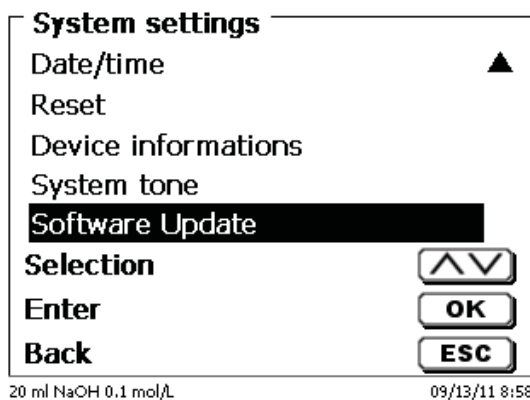 System settings
Date/time
Reset
Device informations
System tone
Software Update
Selection
Enter OK
Back ESC
20 ml NaOH 0.1 mol/L 09/13/11 8:58